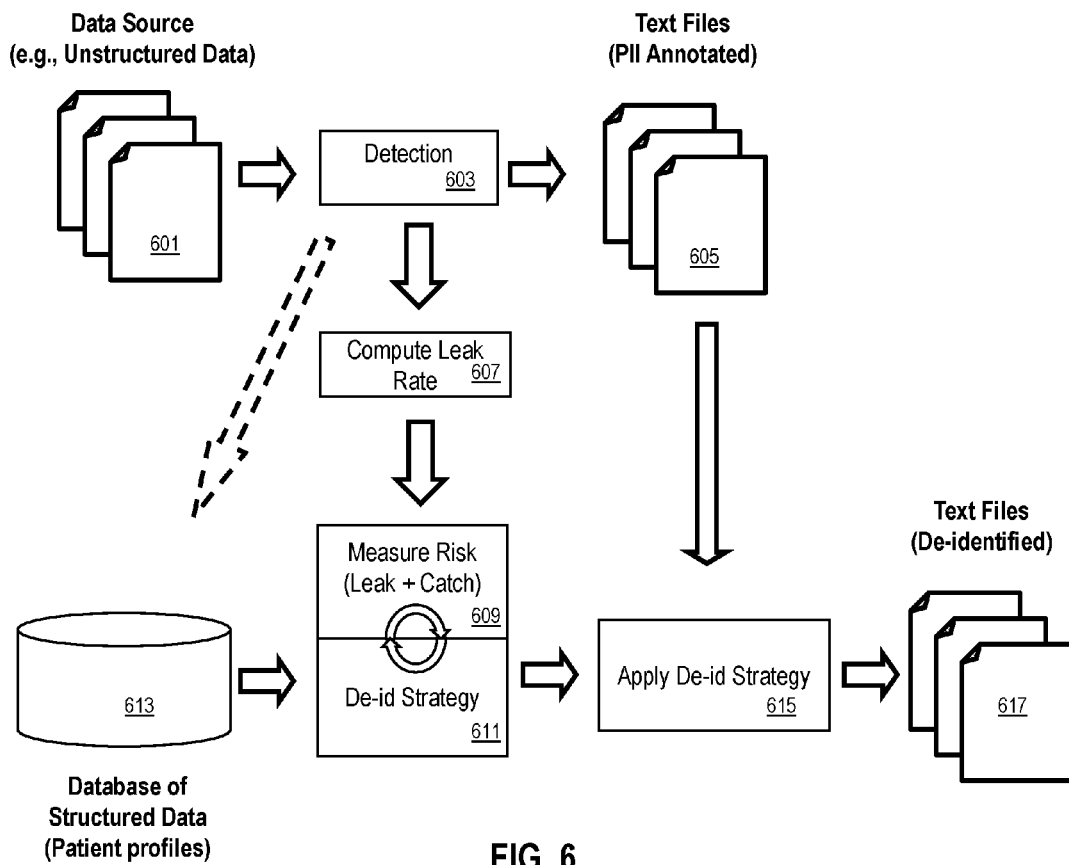 Data Source
(e.g., Unstructured Data)
Text Files
(PII Annotated)
Detection
603
601
605
Compute Leak
Rate
607
Measure Risk
(Leak + Catch)
609
De-id Strategy
611
613
Database of
Structured Data
(Patient profiles)
Apply De-id Strategy
615
Text Files
(De-identified)
617
FIG. 6